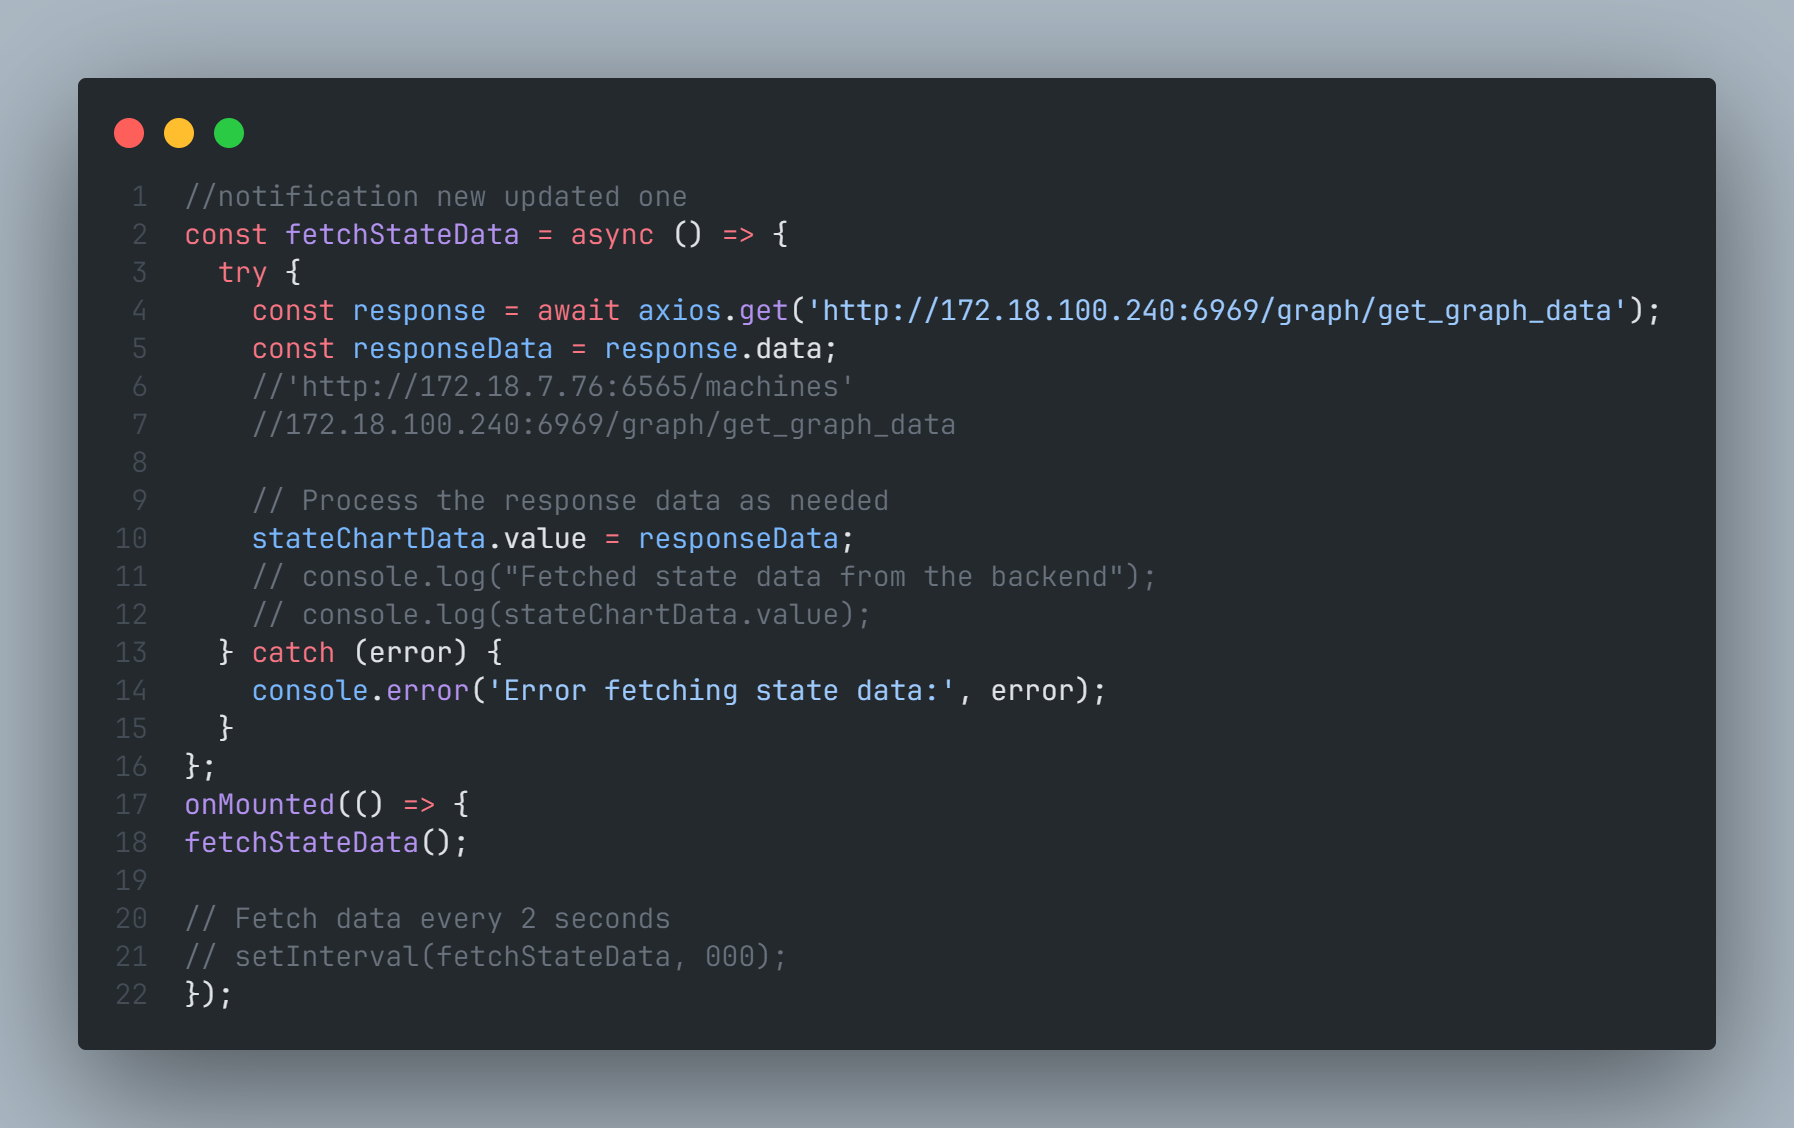 1 //notification new updated one
2 const fetchStateData = async () => {
3   try {
4     const response = await axios.get('http://172.18.100.240:6969/graph/get_graph_data');
5     const responseData = response.data;
6     //'http://172.18.7.76:6565/machines'
7     //172.18.100.240:6969/graph/get_graph_data
8
9     // Process the response data as needed
10     stateChartData.value = responseData;
11     // console.log("Fetched state data from the backend");
12     // console.log(stateChartData.value);
13   } catch (error) {
14     console.error('Error fetching state data:', error);
15   }
16 };
17 onMounted(() => {
18 fetchStateData();
19
20 // Fetch data every 2 seconds
21 // setInterval(fetchStateData, 000);
22 });